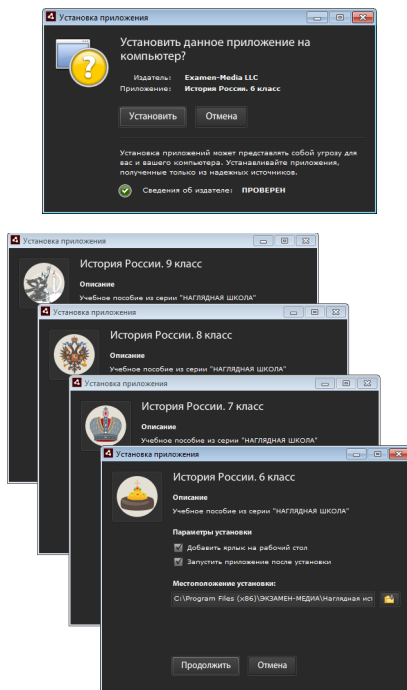 Установка приложения
Установить данное приложение на
компьютер?
Издатель: Examen-Media LLC
Приложение: История России. 6 класс
Установить Отмена
Установка приложений может представлять собой угрозу для
вас и вашего компьютера. Устанавливайте приложения,
полученные только из надежных источников.
Сведения об издателе: ПРОВЕРЕН
Установка приложения
История России. 9 класс
Описание
Учебное пособие из серии "НАГЛЯДНАЯ ШКОЛА"
Установка приложения
История России. 8 класс
Описание
Учебное пособие из серии "НАГЛЯДНАЯ ШКОЛА"
Установка приложения
История России. 7 класс
Описание
Учебное пособие из серии "НАГЛЯДНАЯ ШКОЛА"
Установка приложения
История России. 6 класс
Описание
Учебное пособие из серии "НАГЛЯДНАЯ ШКОЛА"
Параметры установки
Добавить ярлык на рабочий стол
Запустить приложение после установки
Местоположение установки:
C:\Program Files (x86)\ЭКЗАМЕН-МЕДИА\Наглядная ист
Продолжить Отмена